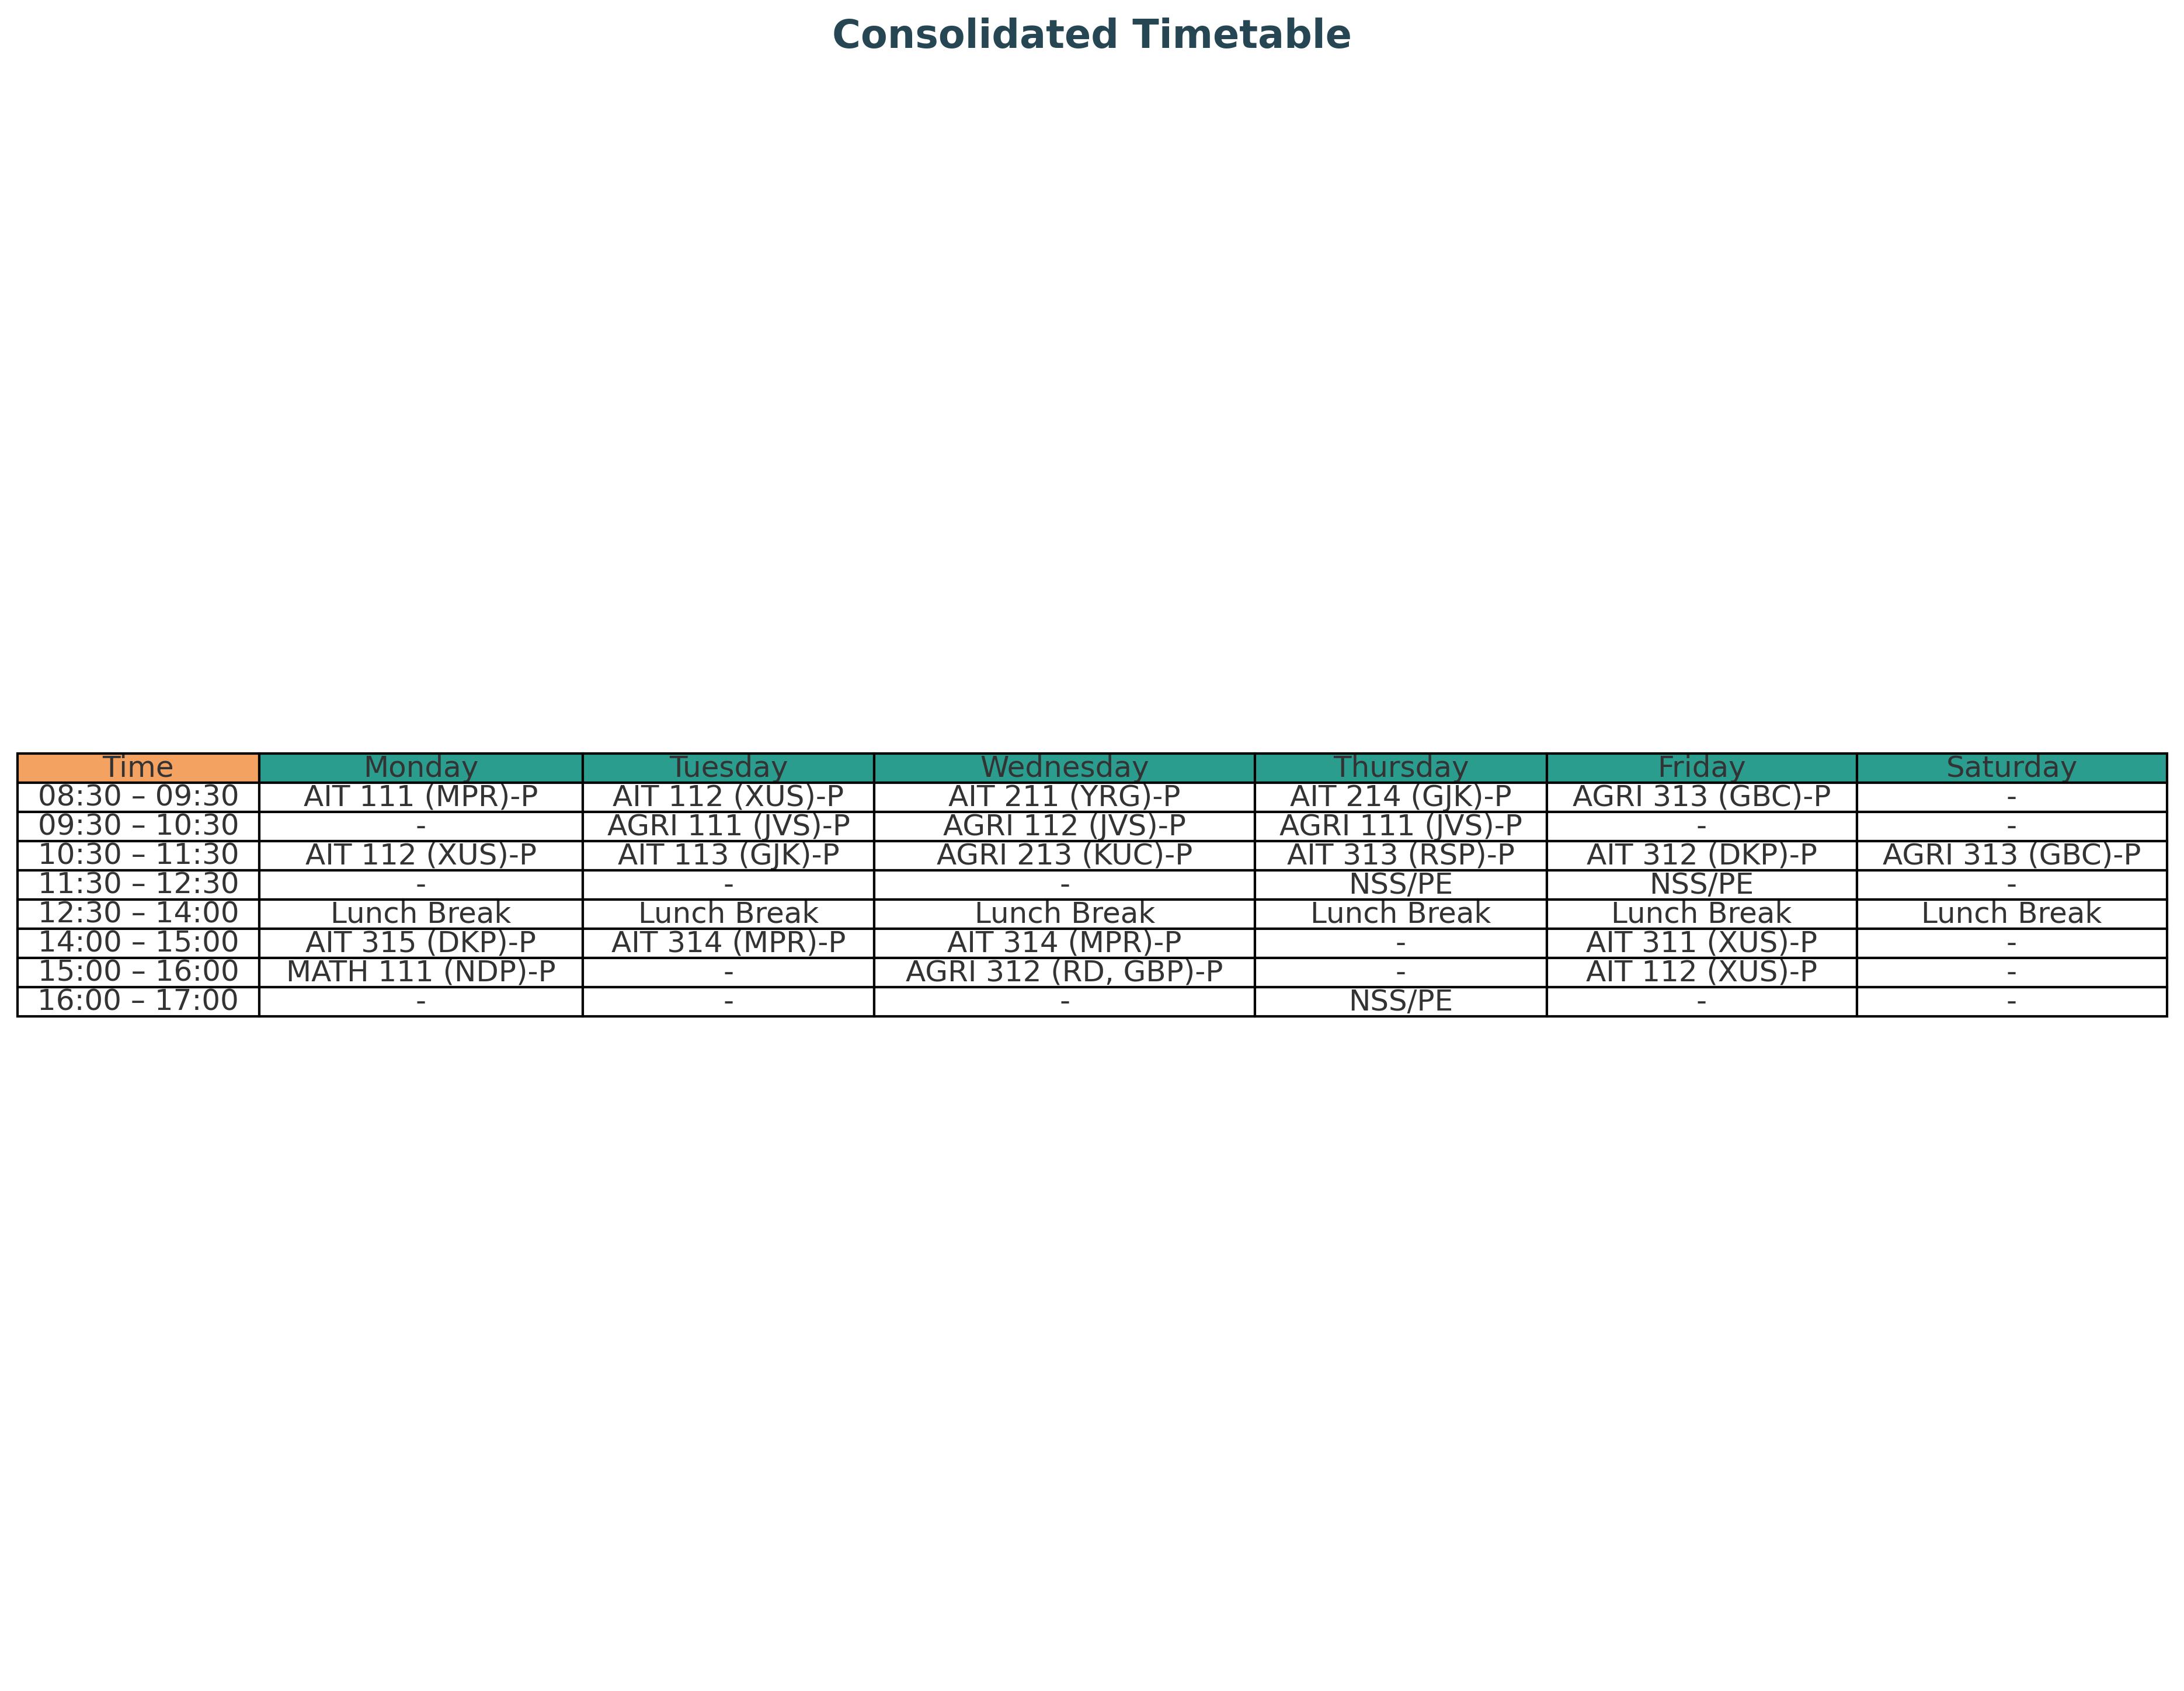 Consolidated Timetable
Time Monday Tuesday Wednesday Thursday Friday Saturday
08:30 – 09:30 AIT 111 (MPR)-P AIT 112 (XUS)-P AIT 211 (YRG)-P AIT 214 (GJK)-P AGRI 313 (GBC)-P -
09:30 – 10:30 - AGRI 111 (JVS)-P AGRI 112 (JVS)-P AGRI 111 (JVS)-P - -
10:30 – 11:30 AIT 112 (XUS)-P AIT 113 (GJK)-P AGRI 213 (KUC)-P AIT 313 (RSP)-P AIT 312 (DKP)-P AGRI 313 (GBC)-P
11:30 – 12:30 - - - NSS/PE NSS/PE -
12:30 – 14:00 Lunch Break Lunch Break Lunch Break Lunch Break Lunch Break Lunch Break
14:00 – 15:00 AIT 315 (DKP)-P AIT 314 (MPR)-P AIT 314 (MPR)-P - AIT 311 (XUS)-P -
15:00 – 16:00 MATH 111 (NDP)-P - AGRI 312 (RD, GBP)-P - AIT 112 (XUS)-P -
16:00 – 17:00 - - - NSS/PE - -